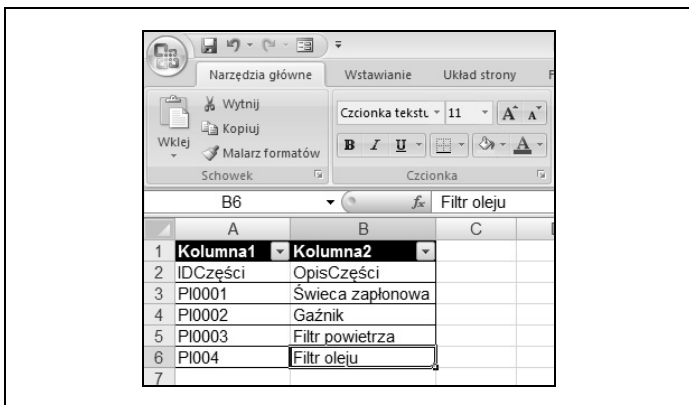 Narzędzia główne Wstawianie Układ strony F
Wytnij
Kopiuj
Malarz formatów
Wklej
Schowek
Czcionka tekstu 11 A A
B I U A
Czcionka
B6 fx Filtr oleju
A B C
1 Kolumna1 Kolumna2
2 IDCzęści OpisCzęści
3 PI0001 Świeca zapłonowa
4 PI0002 Gaźnik
5 PI0003 Filtr powietrza
6 PI004 Filtr oleju
7